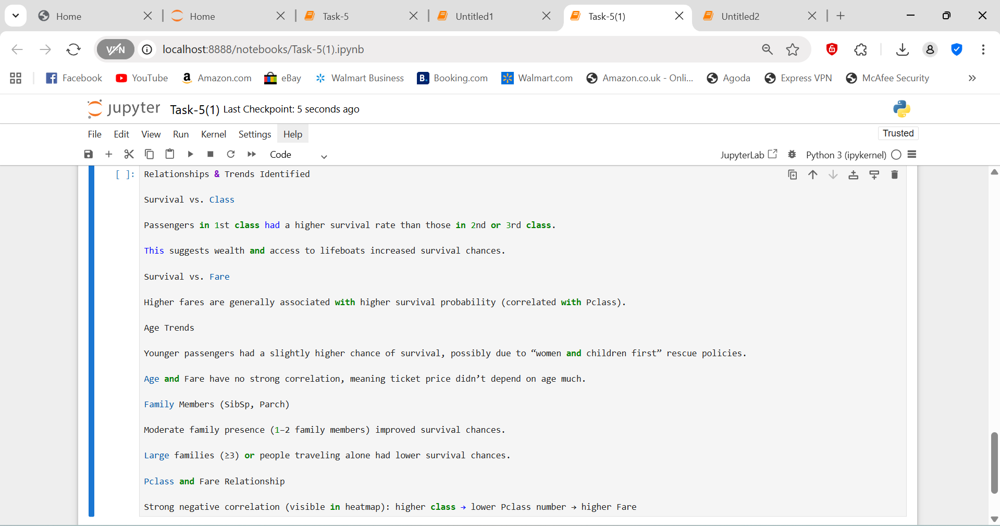 Home
Home
Task-5
Untitled1
Task-5(1)
Untitled2
VPN
localhost:8888/notebooks/Task-5(1).ipynb
Facebook
YouTube
Amazon.com
eBay
Walmart Business
Booking.com
Walmart.com
Amazon.co.uk - Onli...
Agoda
Express VPN
McAfee Security
jupyter
Task-5(1) Last Checkpoint: 5 seconds ago
File Edit View Run Kernel Settings Help
Trusted
Code
JupyterLab
Python 3 (ipykernel)
[ ]:
Relationships & Trends Identified
Survival vs. Class
Passengers in 1st class had a higher survival rate than those in 2nd or 3rd class.
This suggests wealth and access to lifeboats increased survival chances.
Survival vs. Fare
Higher fares are generally associated with higher survival probability (correlated with Pclass).
Age Trends
Younger passengers had a slightly higher chance of survival, possibly due to “women and children first” rescue policies.
Age and Fare have no strong correlation, meaning ticket price didn’t depend on age much.
Family Members (SibSp, Parch)
Moderate family presence (1–2 family members) improved survival chances.
Large families (≥3) or people traveling alone had lower survival chances.
Pclass and Fare Relationship
Strong negative correlation (visible in heatmap): higher class → lower Pclass number → higher Fare